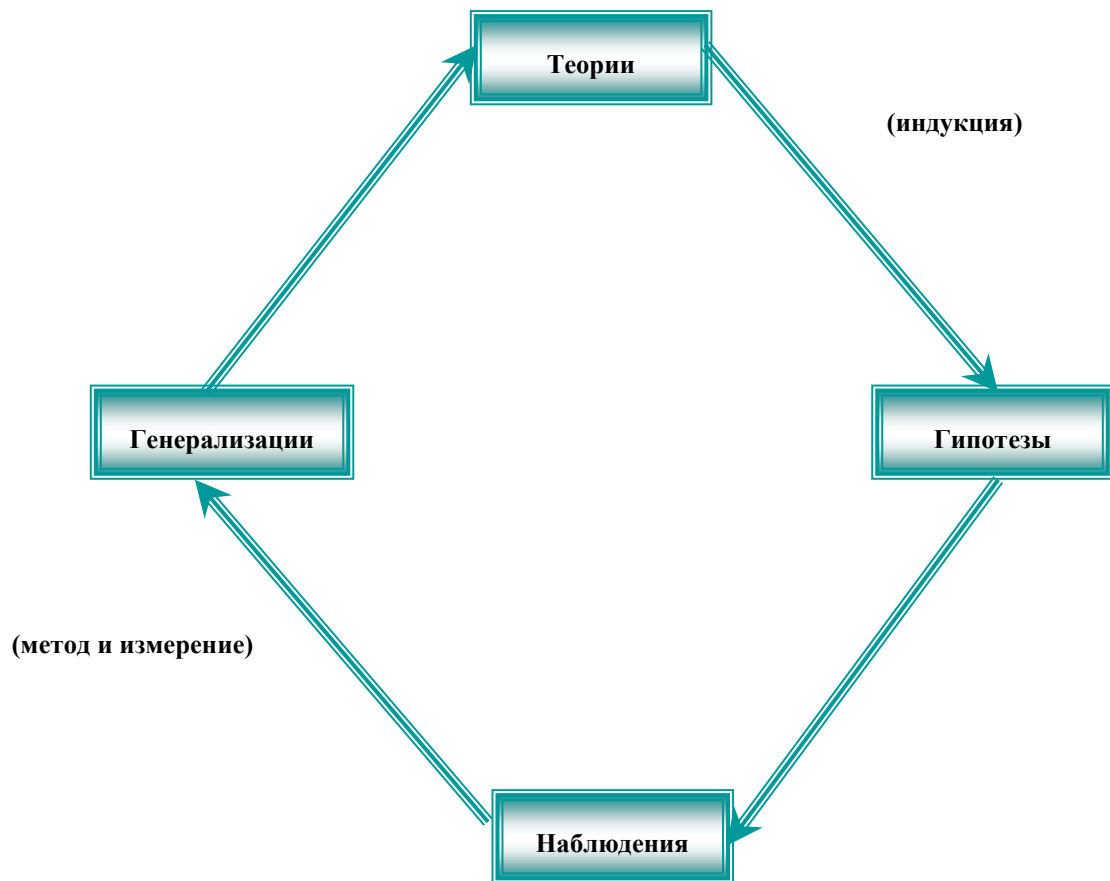 Теории
(индукция)
Генерализации
Гипотезы
(метод и измерение)
Наблюдения